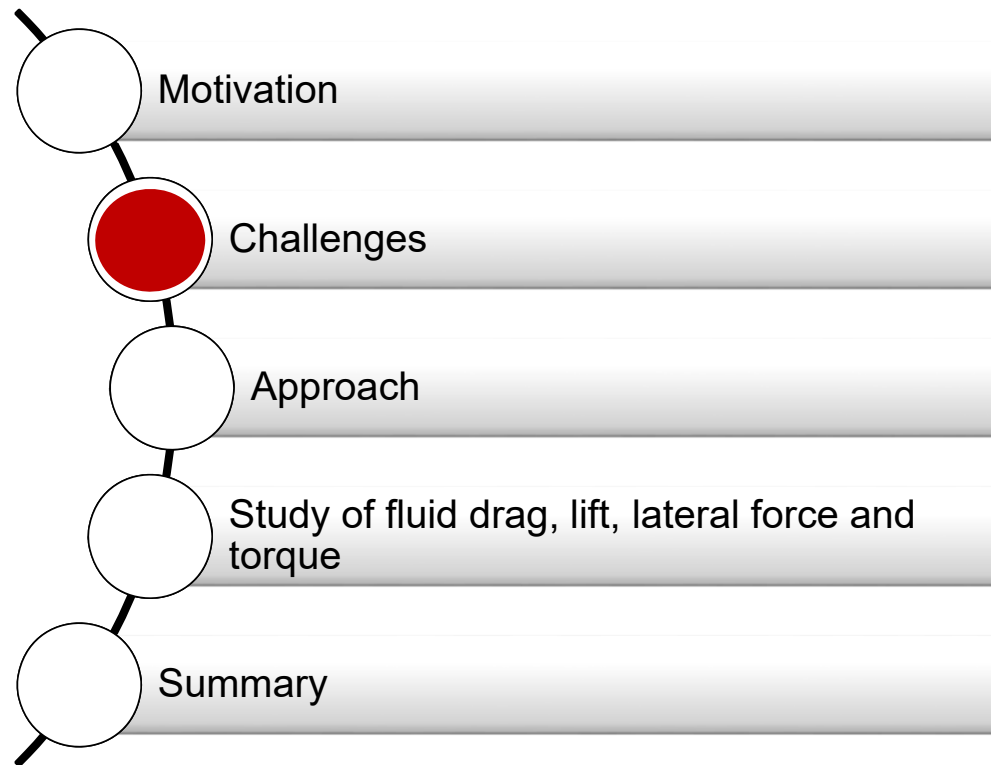 Motivation
Challenges
Approach
Study of fluid drag, lift, lateral force and
torque
Summary